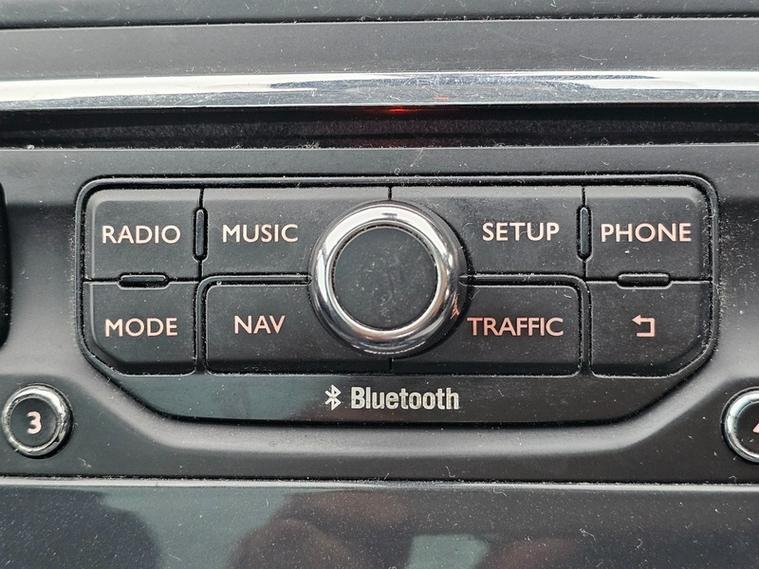 RADIO MUSIC SETUP PHONE
MODE NAV TRAFFIC
Bluetooth
3